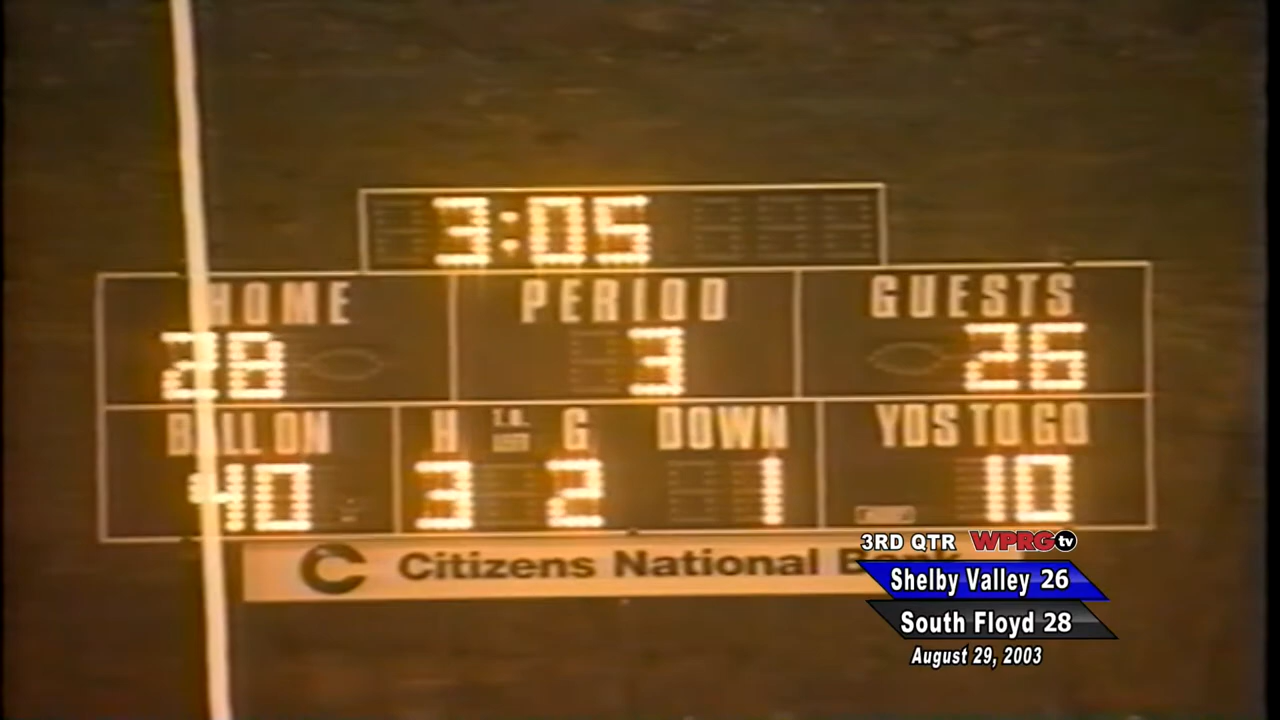 3:05
HOME PERIOD GUESTS
28 3 26
BALL ON H T.O. G DOWN YDS TO GO
40 3 2 1 10
Citizens National Bank
3RD QTR WPRG tv
Shelby Valley 26
South Floyd 28
August 29, 2003